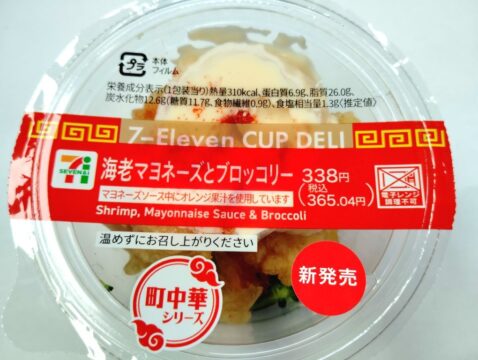 プラ
本体
フィルム
栄養成分表示(1包装当り)熱量310kcal、蛋白質6.9g、脂質26.0g、
炭水化物12.6g(糖質11.7g、食物繊維0.9g)、食塩相当量1.3g(推定値)
7-Eleven CUP DELI
7
SEVEN&i
海老マヨネーズとブロッコリー
338円
(税込
365.04円)
マヨネーズソース中にオレンジ果汁を使用しています
Shrimp, Mayonnaise Sauce & Broccoli
電子レンジ
調理不可
温めずにお召し上がりください
町中華
シリーズ
新発売